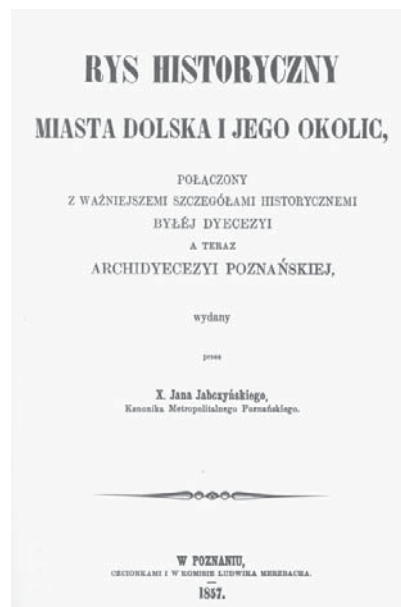 RYS HISTORYCZNY
MIASTA DOLSKA I JEGO OKOLIC,
POŁĄCZONY
Z WAŻNIEJSZEMI SZCZEGÓŁAMI HISTORYCZNEMI
BYŁÉJ DYECEZYI
A TERAZ
ARCHIDYECEZYI POZNAŃSKIEJ,
wydany
przez
X. Jana Jabczyńskiego,
Kanonika Metropolitalnego Poznańskiego.
W POZNANIU,
CZCIONKAMI I W KOMISIE LUDWIKA MERZBACHA.
1857.